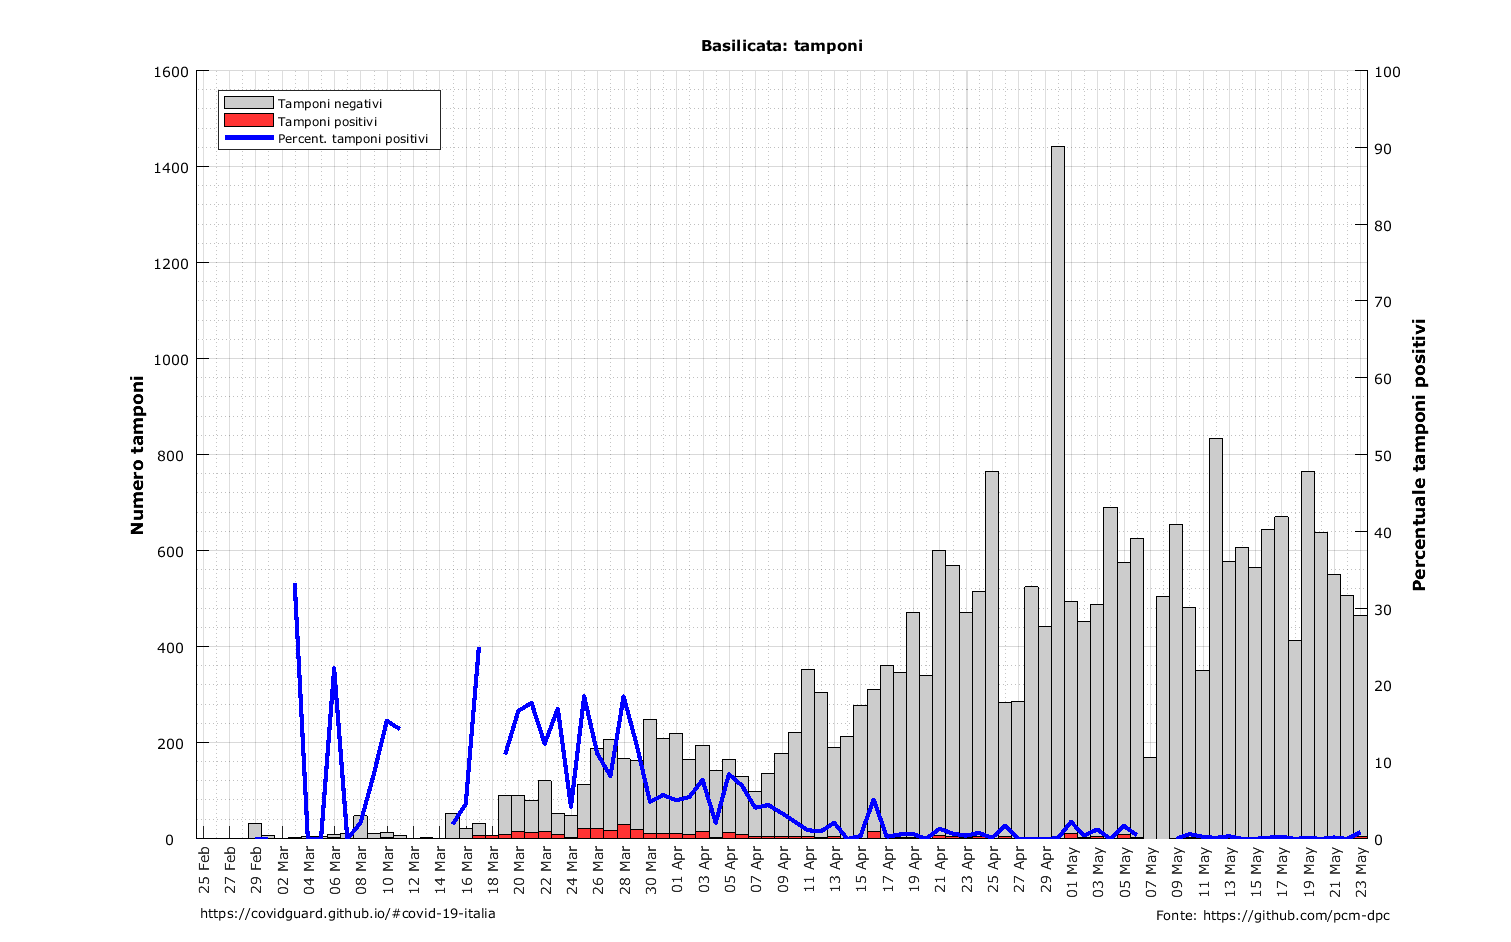 Basilicata: tamponi
Tamponi negativi
Tamponi positivi
Percent. tamponi positivi
Numero tamponi
1600
1400
1200
1000
800
600
400
200
0
100
90
80
70
60
50
40
30
20
10
0
Percentuale tamponi positivi
25 Feb
27 Feb
29 Feb
02 Mar
04 Mar
06 Mar
08 Mar
10 Mar
12 Mar
14 Mar
16 Mar
18 Mar
20 Mar
22 Mar
24 Mar
26 Mar
28 Mar
30 Mar
01 Apr
03 Apr
05 Apr
07 Apr
09 Apr
11 Apr
13 Apr
15 Apr
17 Apr
19 Apr
21 Apr
23 Apr
25 Apr
27 Apr
29 Apr
01 May
03 May
05 May
07 May
09 May
11 May
13 May
15 May
17 May
19 May
21 May
23 May
https://covidguard.github.io/#covid-19-italia
Fonte: https://github.com/pcm-dpc